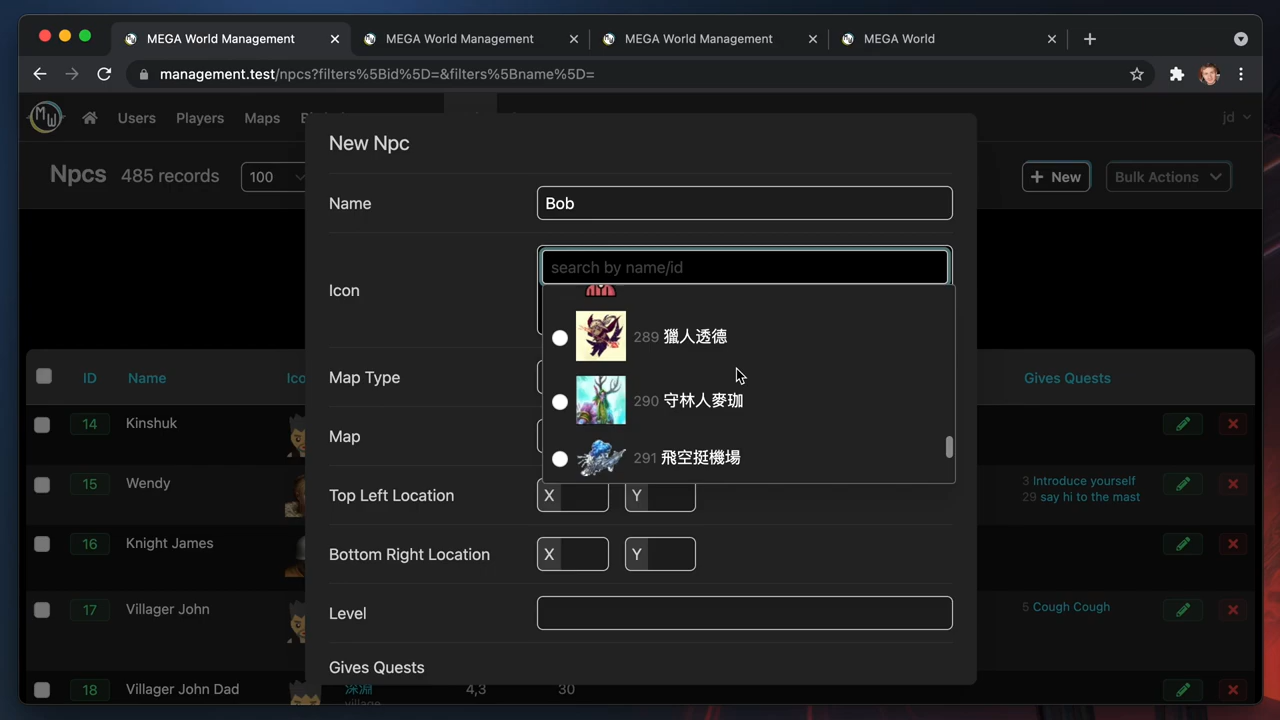 MEGA World Management
MEGA World Management
MEGA World Management
MEGA World
management.test/npcs?filters%5Bid%5D=&filters%5Bname%5D=
MW
Users
Players
Maps
jd
Npcs
485 records
100
+ New
Bulk Actions
New Npc
Name
Bob
Icon
search by name/id
289 獵人透德
290 守林人麥珈
291 飛空挺機場
Map Type
Map
Top Left Location
X
Y
Bottom Right Location
X
Y
Level
Gives Quests
ID
Name
Gives Quests
14
Kinshuk
15
Wendy
3 Introduce yourself
29 say hi to the mast
16
Knight James
17
Villager John
5 Cough Cough
18
Villager John Dad
深淵
village
4,3
30